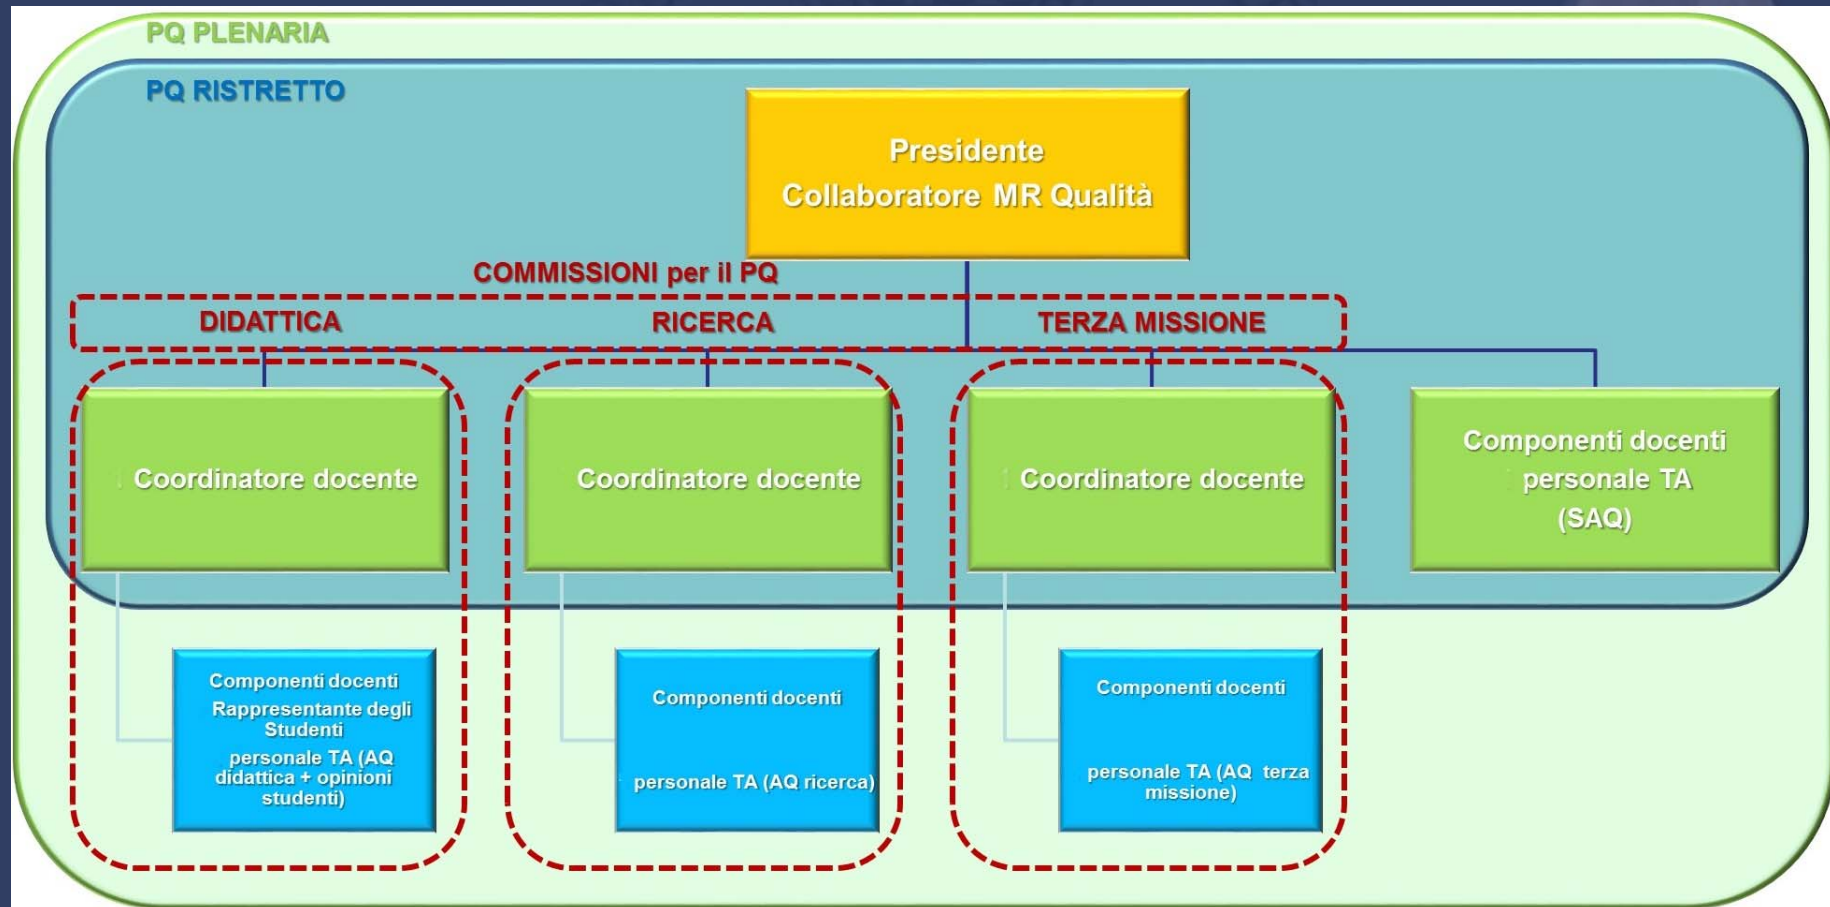 PQ PLENARIA
PQ RISTRETTO
Presidente
Collaboratore MR Qualità
COMMISSIONI per il PQ
DIDATTICA
RICERCA
TERZA MISSIONE
Coordinatore docente
Coordinatore docente
1 Coordinatore docente
Componenti docenti
personale TA
(SAQ)
Componenti docenti
Rappresentante degli
Studenti
personale TA (AQ
didattica + opinioni
studenti)
Componenti docenti
personale TA (AQ ricerca)
Componenti docenti
personale TA (AQ terza
missione)